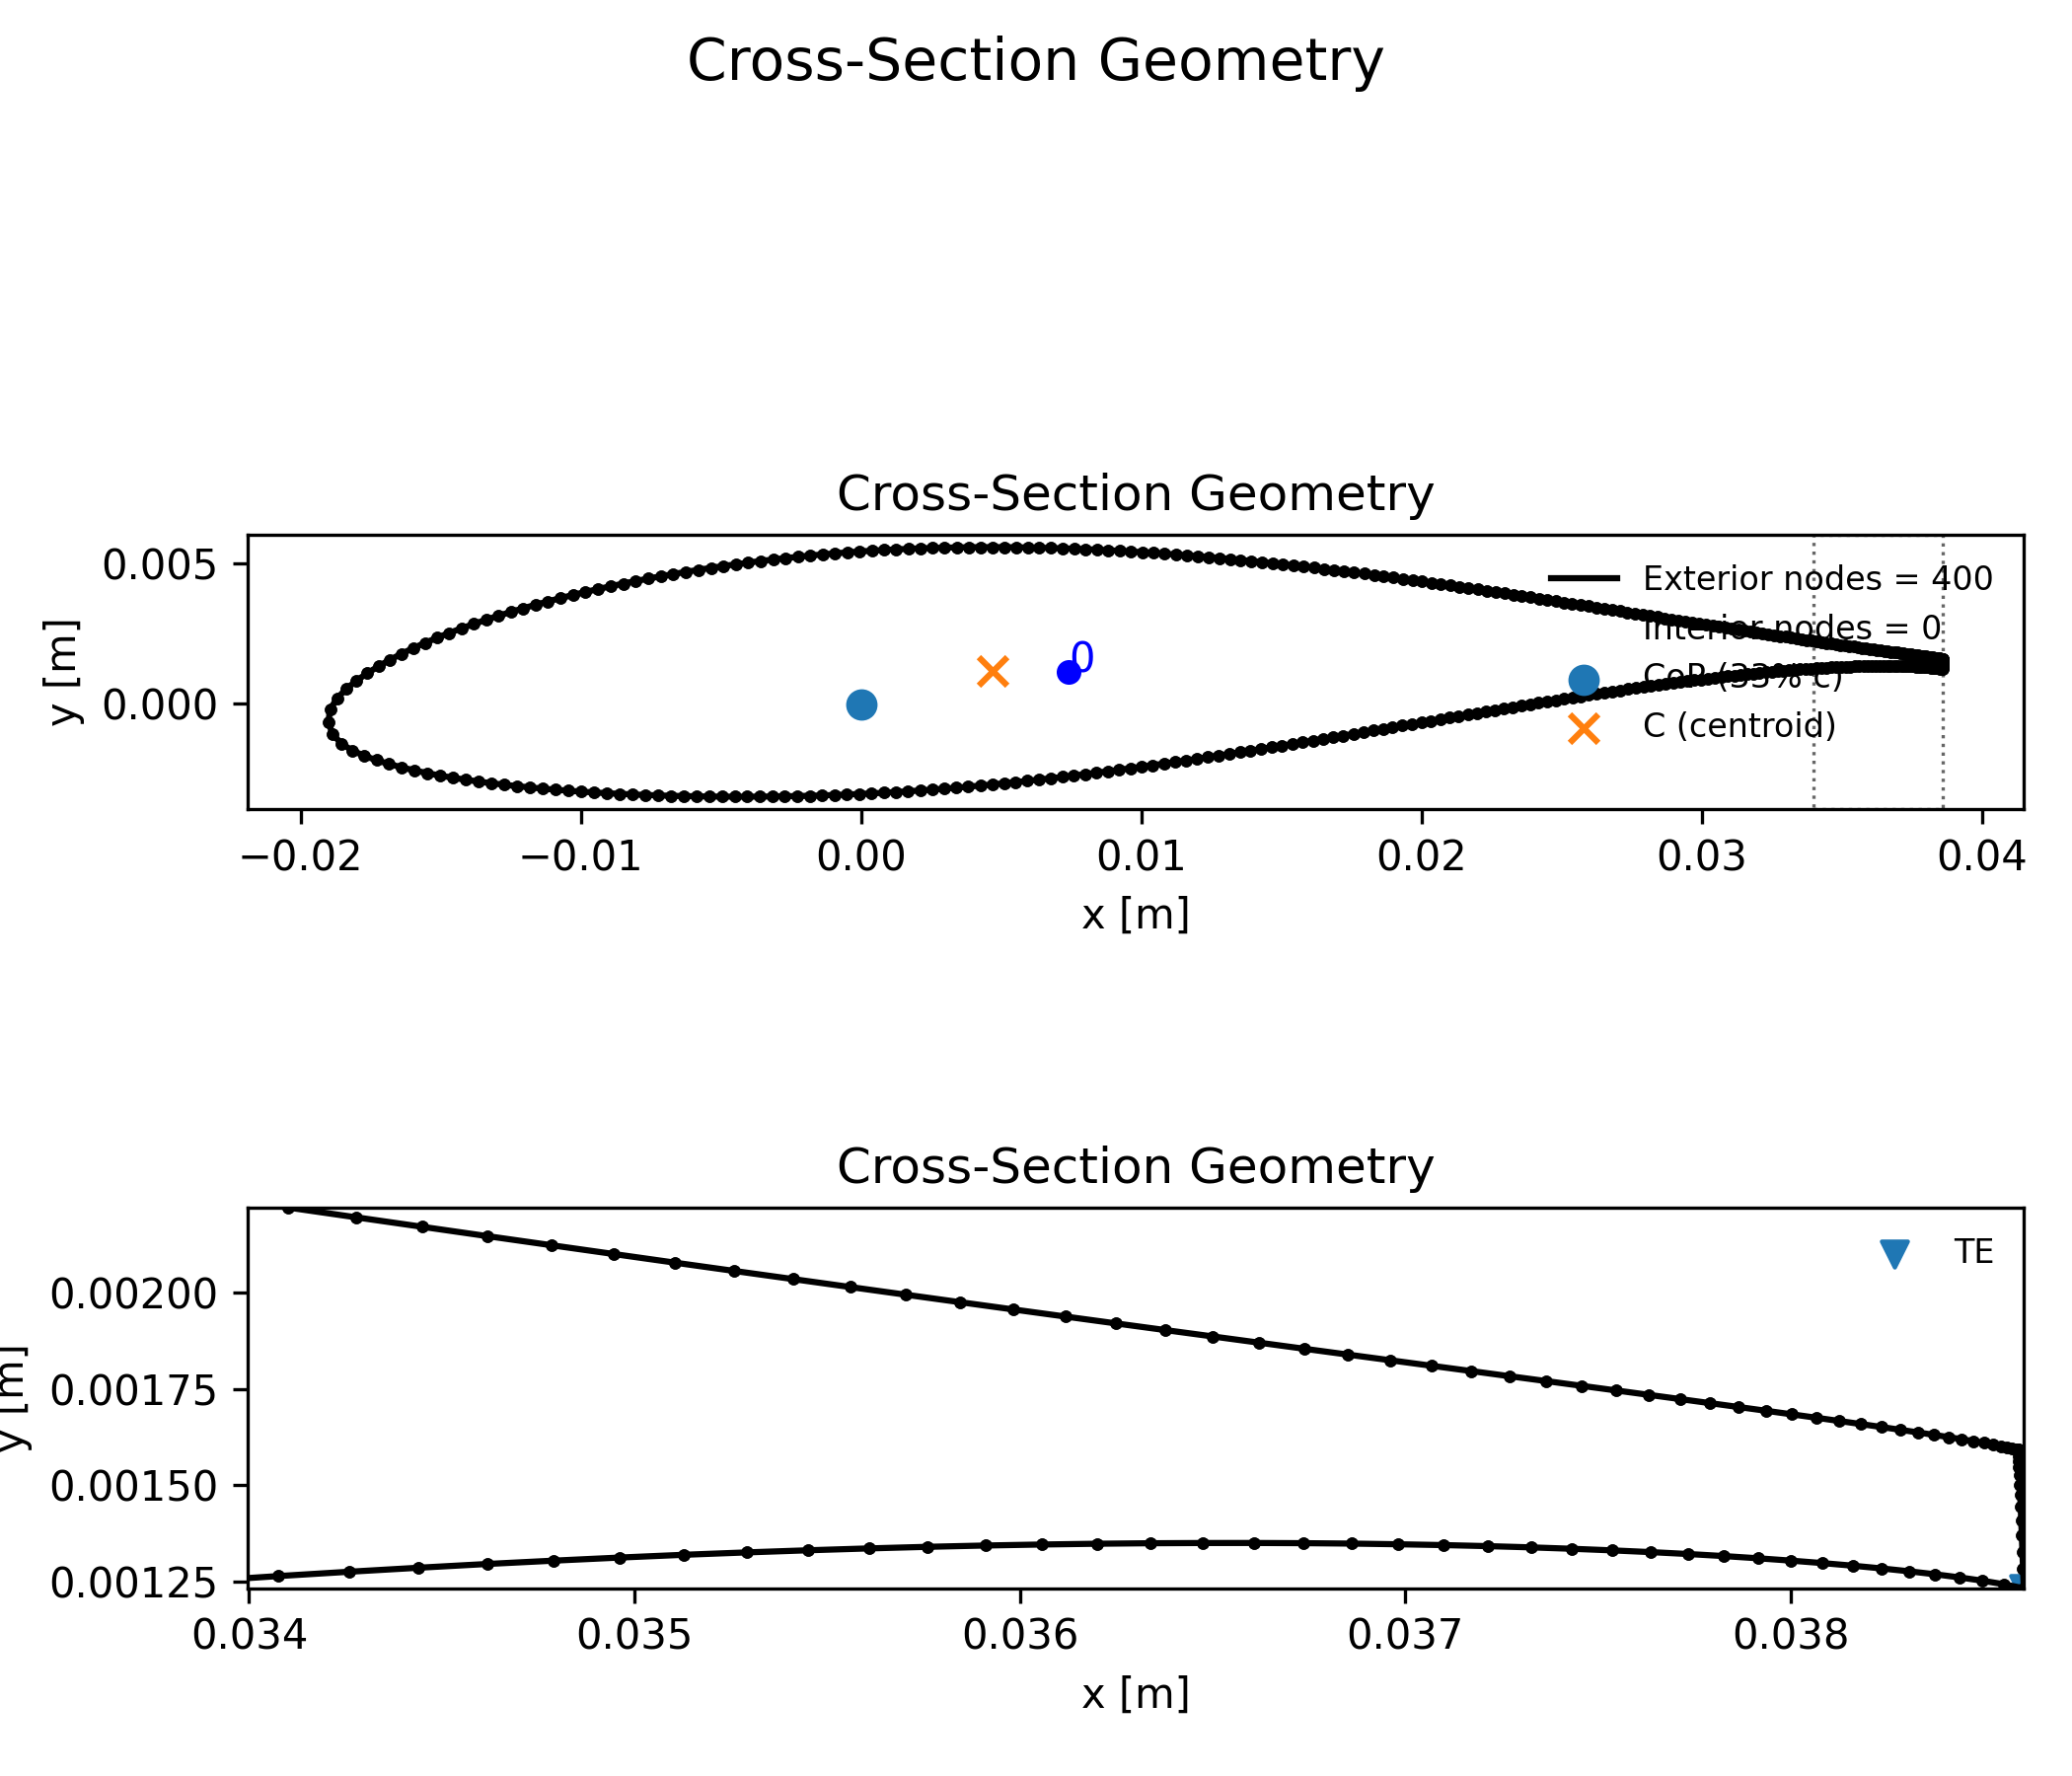 Cross-Section Geometry
Cross-Section Geometry
0.005
0.000
y [m]
0
Exterior nodes = 400
Interior nodes = 0
CoR (33% c)
C (centroid)
−0.02 −0.01 0.00 0.01 0.02 0.03 0.04
x [m]
Cross-Section Geometry
TE
0.00200
0.00175
0.00150
0.00125
y [m]
0.034 0.035 0.036 0.037 0.038
x [m]